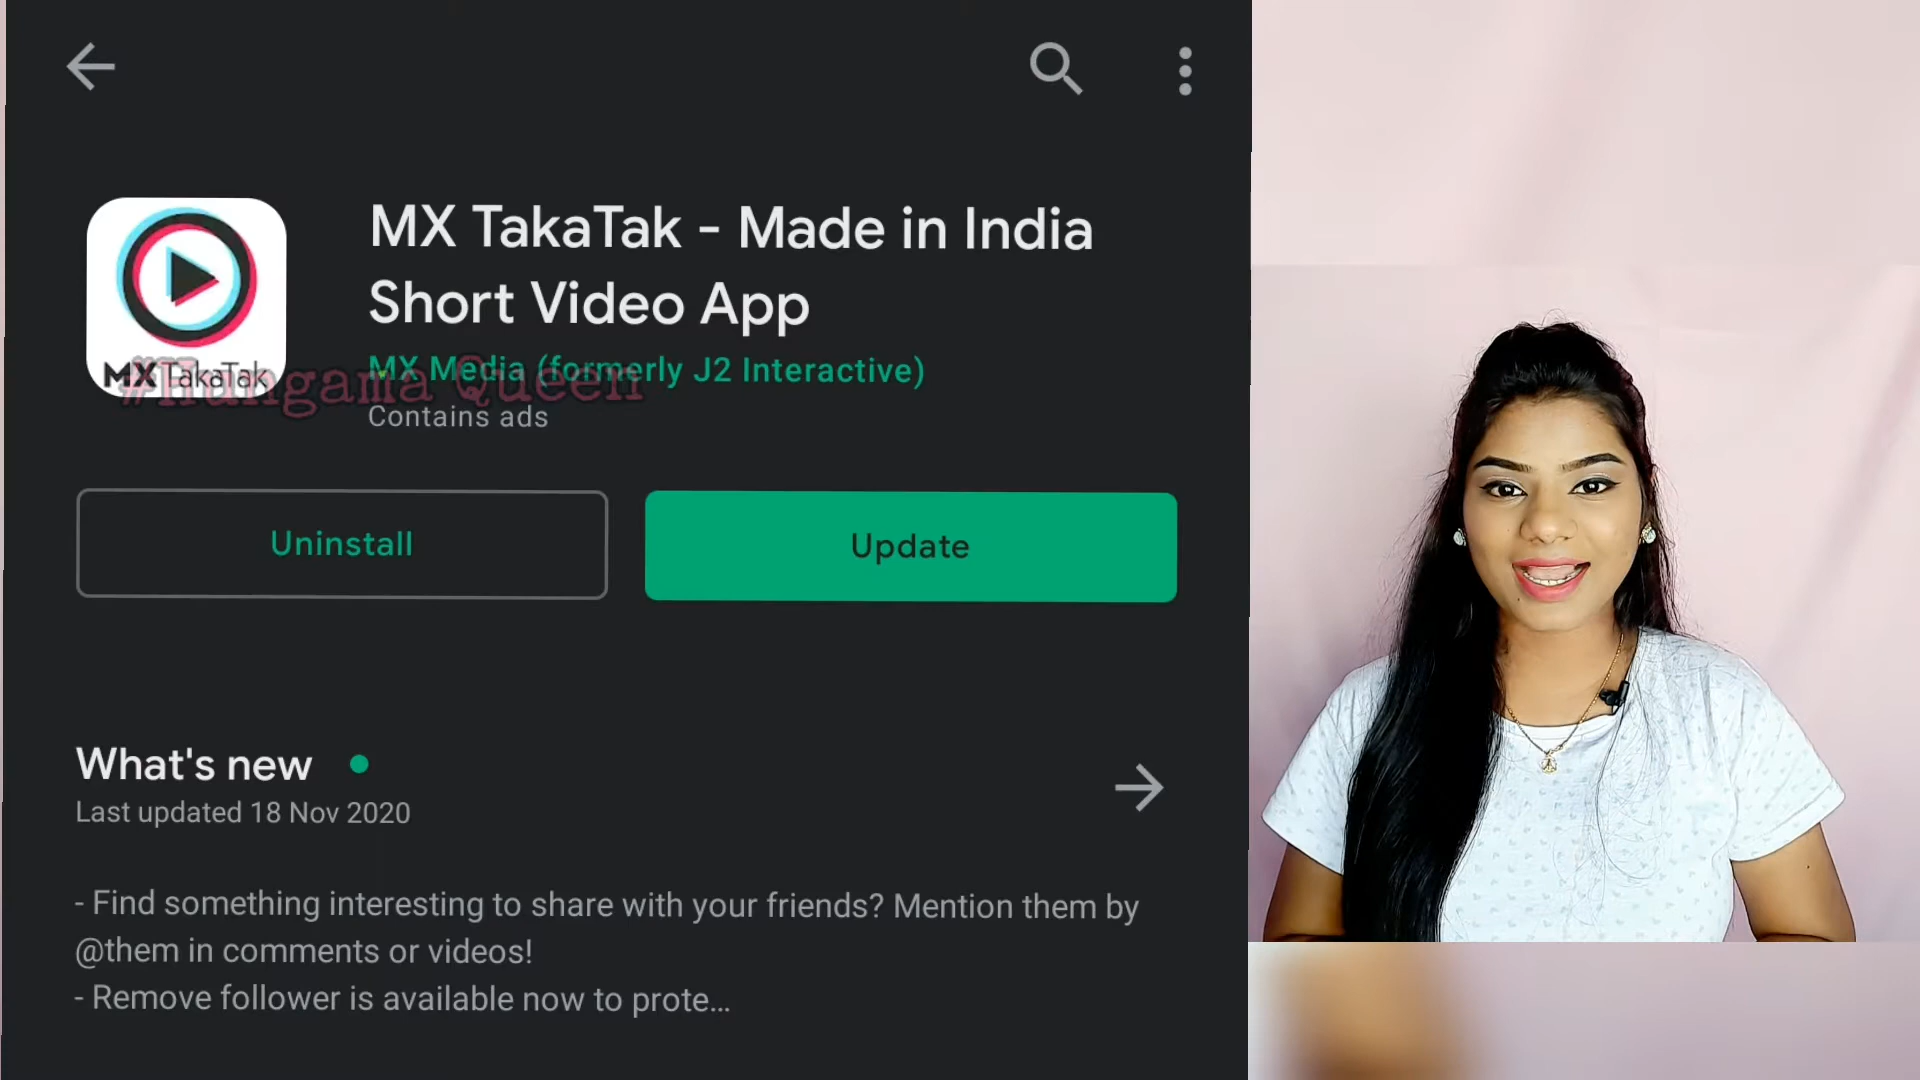 MX TakaTak - Made in India
Short Video App
MX TakaTak
MX Media (formerly J2 Interactive)
#Hungama Queen
Contains ads
Uninstall
Update
What's new
Last updated 18 Nov 2020
- Find something interesting to share with your friends? Mention them by
@them in comments or videos!
- Remove follower is available now to prote...